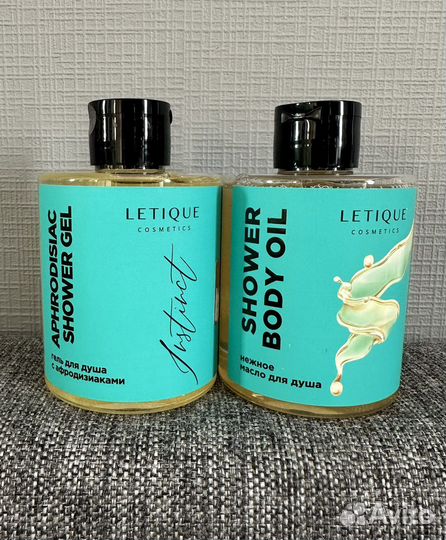 LETIQUE
COSMETICS
APHRODISIAC
SHOWER GEL
гель для душа
с афродизиаками
Instinct
LETIQUE
COSMETICS
SHOWER
BODY OIL
нежное
масло для душа
Avito